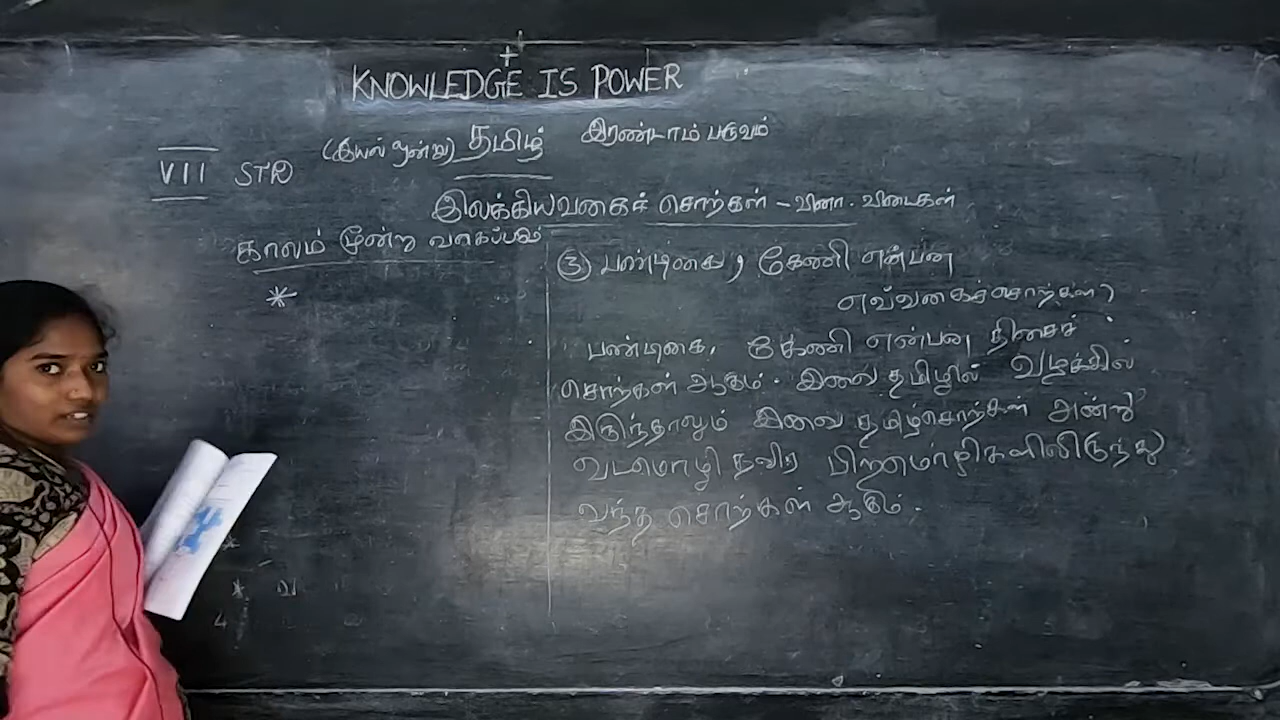 KNOWLEDGE IS POWER
(இயல் மூன்று) தமிழ் இரண்டாம் பருவம்
VII STD
இலக்கியவகைச் சொற்கள் - வினா . விடைகள்
காலம் மூன்று வகைப்படும்
*
③ பண்டிகை, கேணி என்பன
எவ்வகைச்சொற்கள்?
பண்டிகை, கேணி என்பன திசைச்
சொற்கள் ஆகும். இவை தமிழில் வழக்கில்
இருந்தாலும் இவை தமிழ்சொற்கள் அன்று
வடமொழி தவிர பிறமொழிகளிலிருந்து
வந்த சொற்கள் ஆகும்.